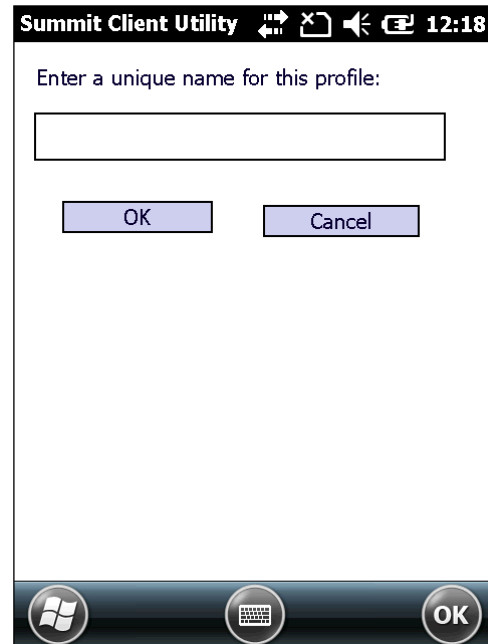 Summit Client Utility 12:18
Enter a unique name for this profile:
OK Cancel
OK